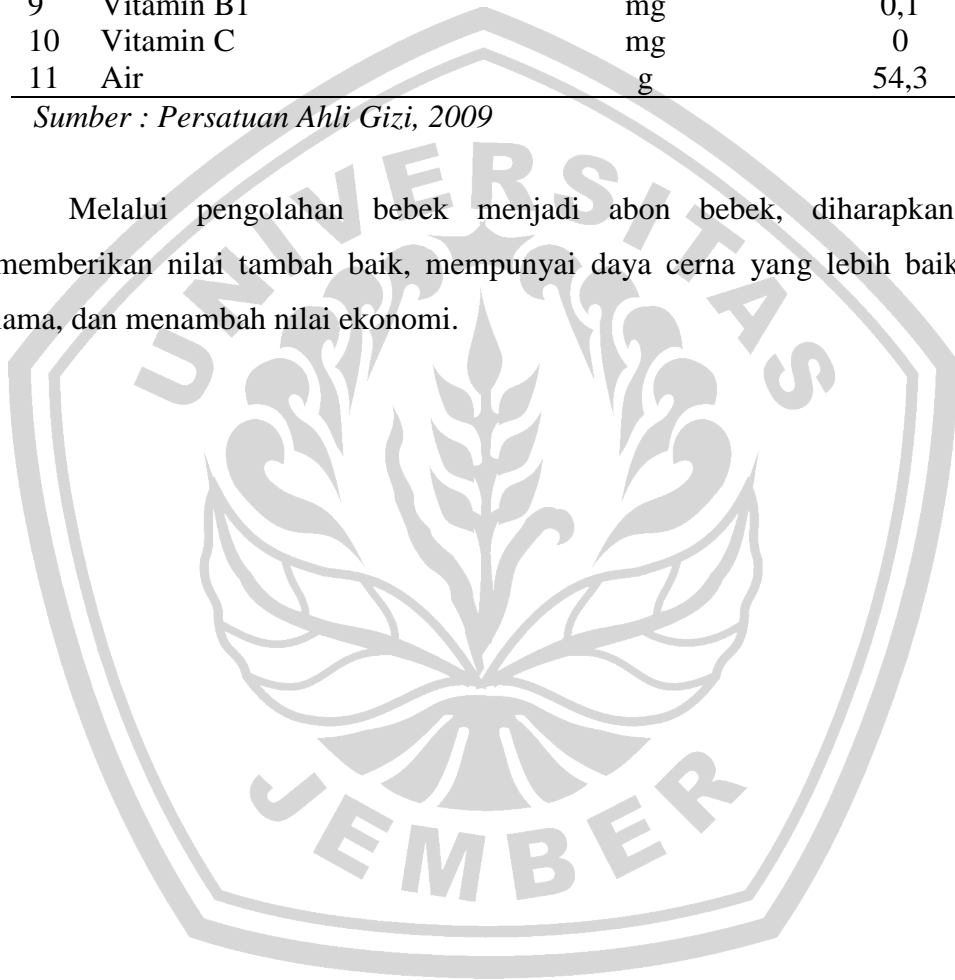 9 Vitamin B1 mg 0,1
10 Vitamin C mg 0
11 Air g 54,3
Sumber : Persatuan Ahli Gizi, 2009
UNIVERSITAS
Melalui pengolahan bebek menjadi abon bebek, diharapkan
memberikan nilai tambah baik, mempunyai daya cerna yang lebih baik
lama, dan menambah nilai ekonomi.
JEMBER